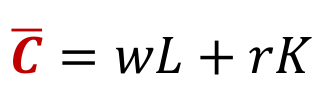 C̅ = wL + rK